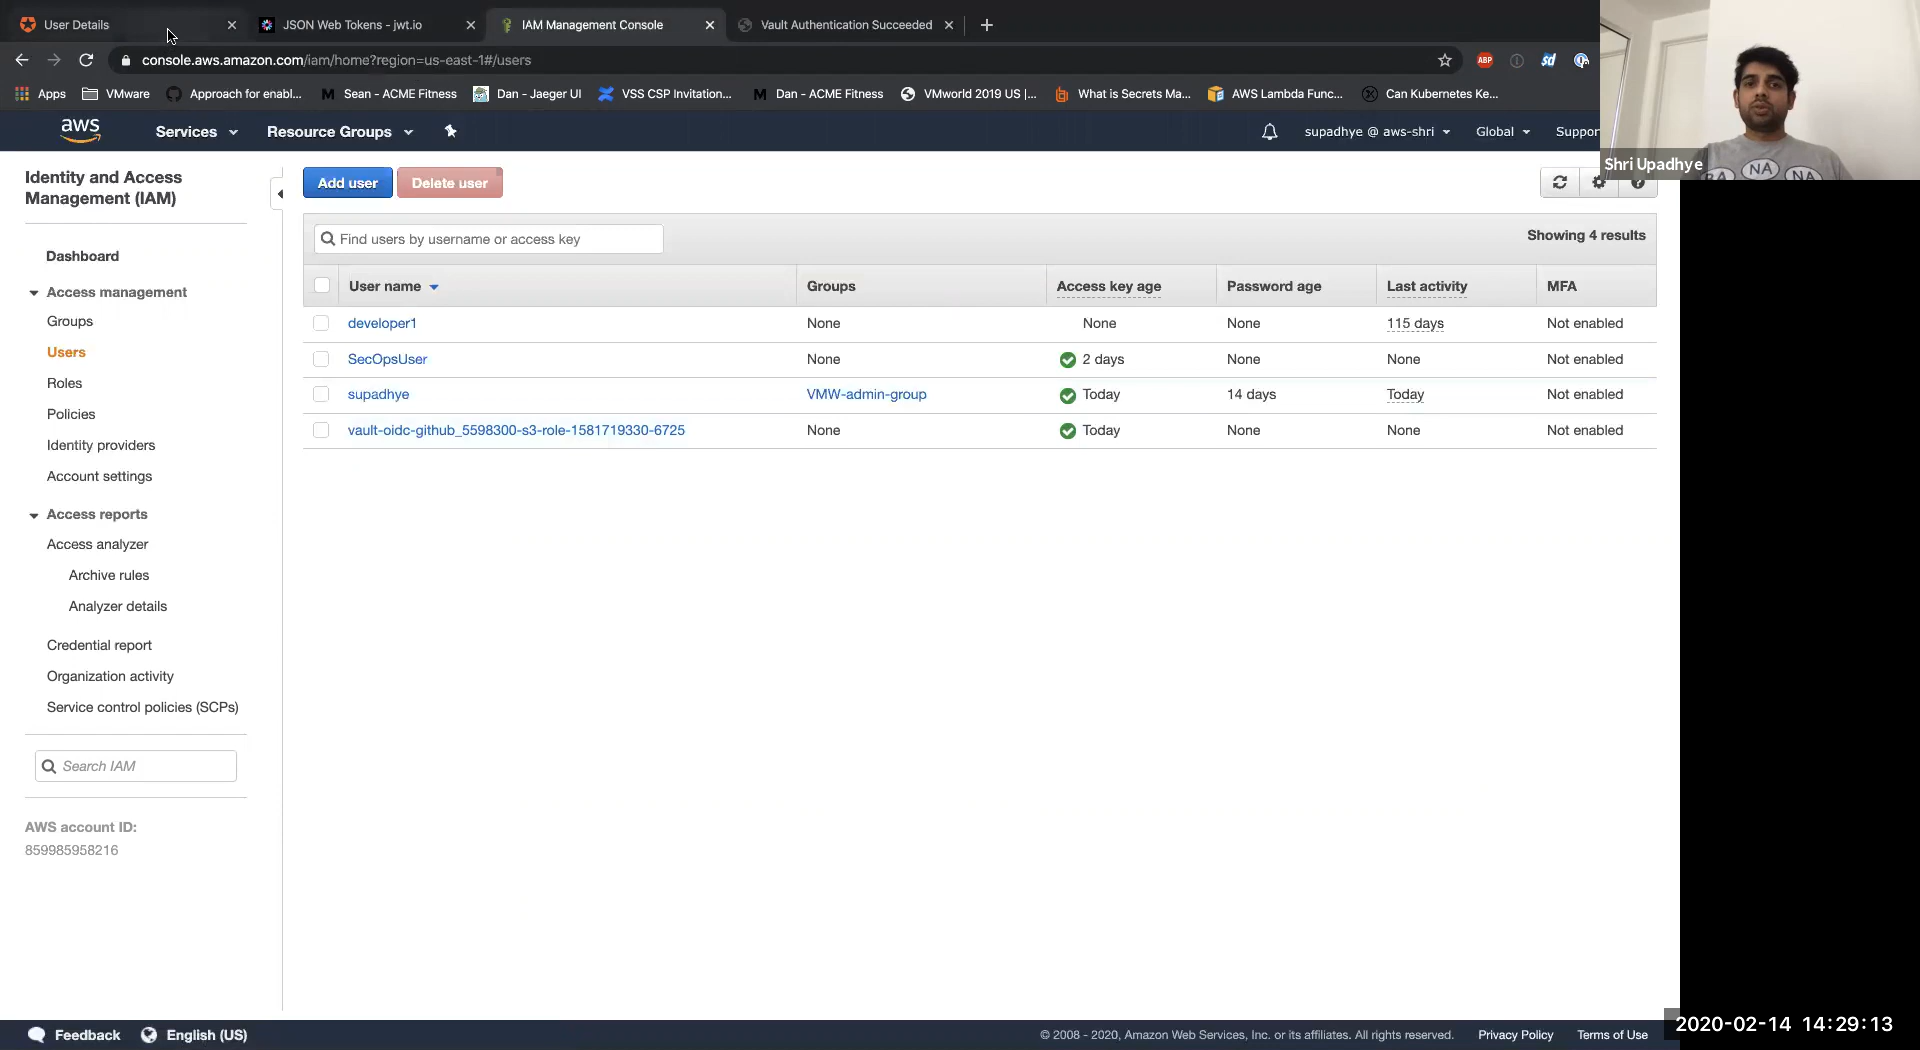 User Details
JSON Web Tokens - jwt.io
IAM Management Console
Vault Authentication Succeeded
console.aws.amazon.com/iam/home?region=us-east-1#/users
ABP
Apps
VMware
Approach for enabl...
Sean - ACME Fitness
Dan - Jaeger UI
VSS CSP Invitation...
Dan - ACME Fitness
VMworld 2019 US |...
What is Secrets Ma...
AWS Lambda Func...
Can Kubernetes Ke...
aws
Services
Resource Groups
supadhye @ aws-shri
Global
Suppor
Shri Upadhye
NA
NA
Identity and Access
Management (IAM)
Add user
Delete user
Dashboard
Access management
Groups
Users
Roles
Policies
Identity providers
Account settings
Access reports
Access analyzer
Archive rules
Analyzer details
Credential report
Organization activity
Service control policies (SCPs)
Search IAM
AWS account ID:
859985958216
Find users by username or access key
Showing 4 results
User name Groups Access key age Password age Last activity MFA
developer1 None None None 115 days Not enabled
SecOpsUser None 2 days None None Not enabled
supadhye VMW-admin-group Today 14 days Today Not enabled
vault-oidc-github_5598300-s3-role-1581719330-6725 None Today None None Not enabled
Feedback
English (US)
© 2008 - 2020, Amazon Web Services, Inc. or its affiliates. All rights reserved.
Privacy Policy
Terms of Use
2020-02-14 14:29:13